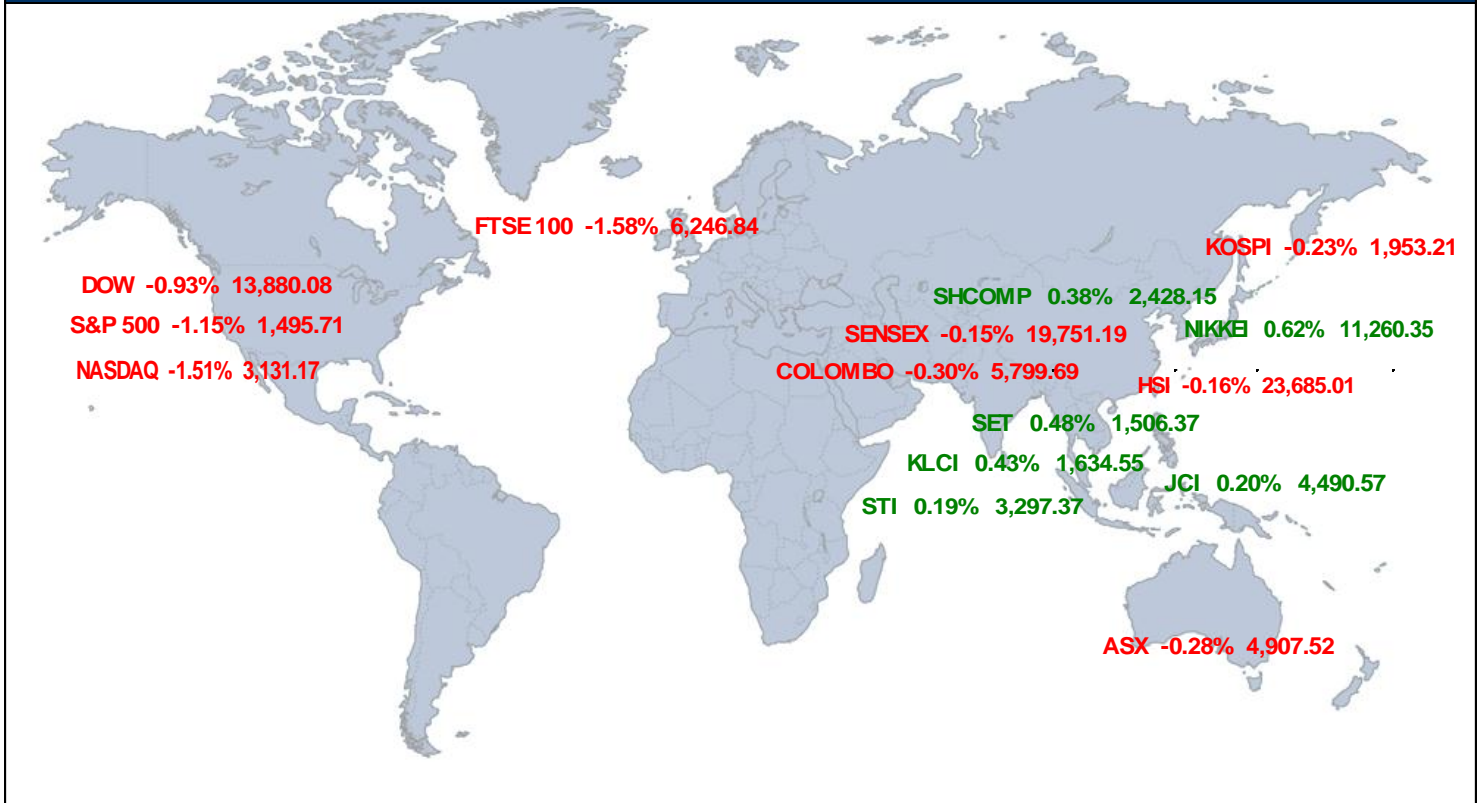 FTSE 100 -1.58% 6,246.84
KOSPI -0.23% 1,953.21
DOW -0.93% 13,880.08
SHCOMP 0.38% 2,428.15
S&P 500 -1.15% 1,495.71
SENSEX -0.15% 19,751.19
NIKKEI 0.62% 11,260.35
NASDAQ -1.51% 3,131.17
COLOMBO -0.30% 5,799.69
HSI -0.16% 23,685.01
SET 0.48% 1,506.37
KLCI 0.43% 1,634.55
JCI 0.20% 4,490.57
STI 0.19% 3,297.37
ASX -0.28% 4,907.52